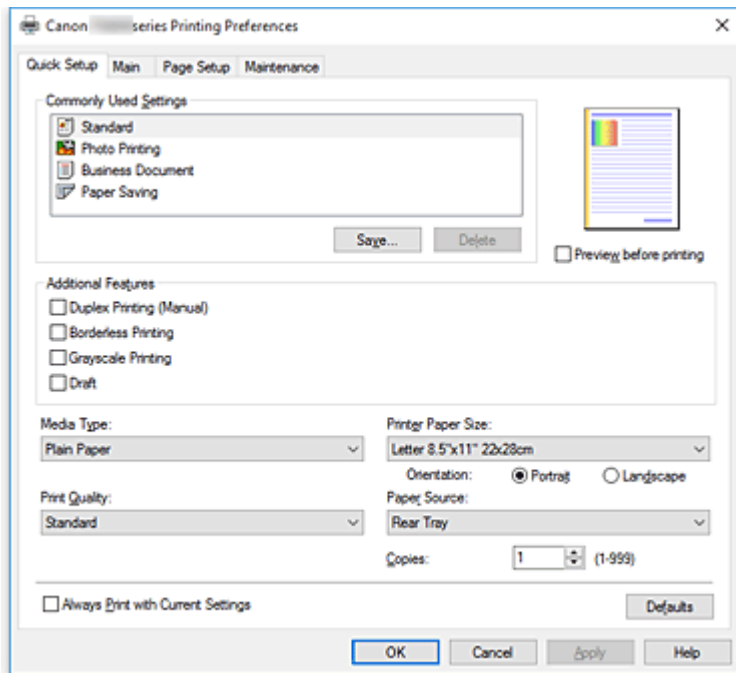 Canon series Printing Preferences
Quick Setup Main Page Setup Maintenance
Commonly Used Settings
Standard
Photo Printing
Business Document
Paper Saving
Save... Delete
Preview before printing
Additional Features
Duplex Printing (Manual)
Borderless Printing
Grayscale Printing
Draft
Media Type: Printer Paper Size:
Plain Paper Letter 8.5"x11" 22x28cm
Orientation: Portrait Landscape
Print Quality: Paper Source:
Standard Rear Tray
Copies: 1 (1-999)
Always Print with Current Settings Defaults
OK Cancel Apply Help